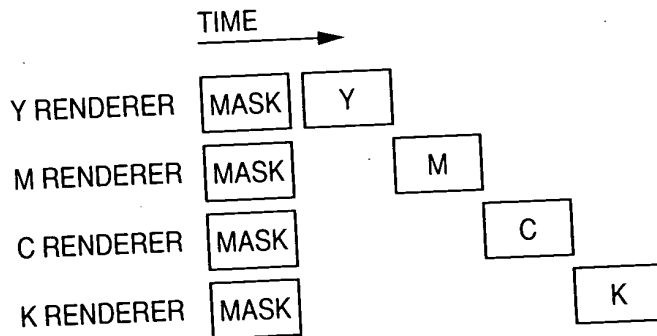 TIME
Y RENDERER MASK Y
M RENDERER MASK M
C RENDERER MASK C
K RENDERER MASK K